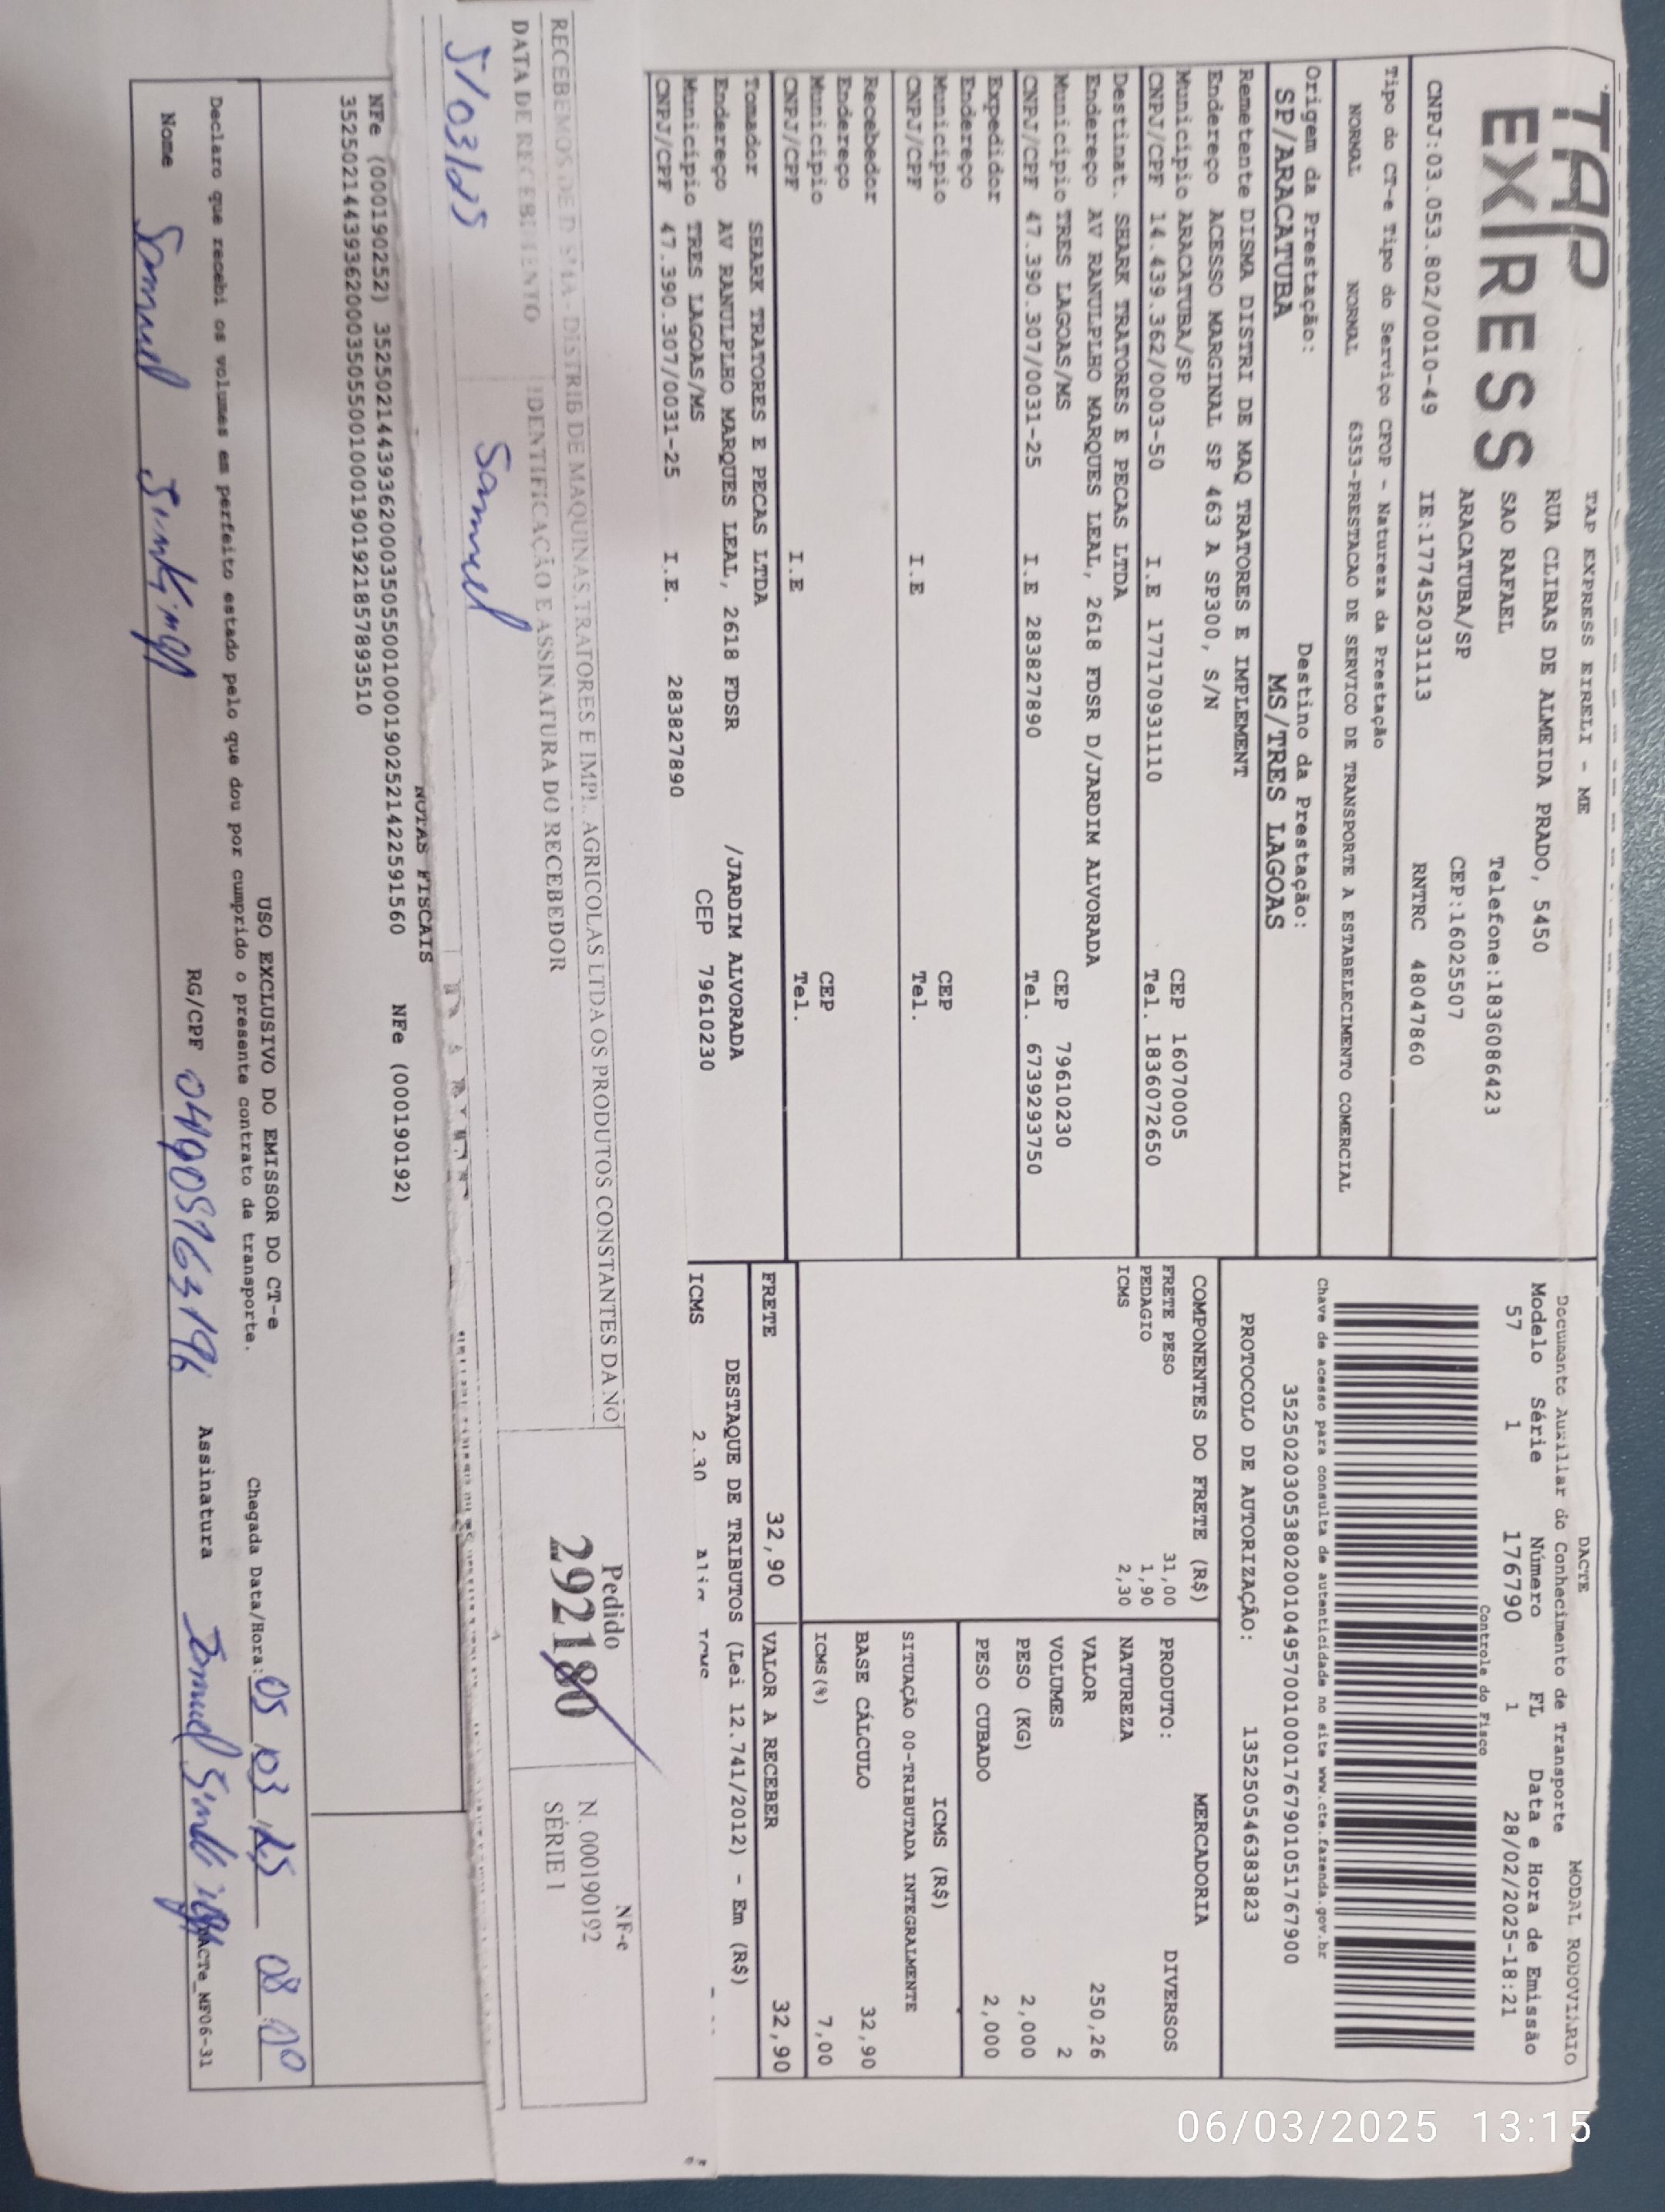 TAP
EXPRESS
TAP EXPRESS EIRELI - ME
RUA CLIBAS DE ALMEIDA PRADO, 5450
SAO RAFAEL Telefone:1836086423
ARACATUBA/SP CEP:16025507
CNPJ:03.053.802/0010-49 IE:177452031113 RNTRC 48047860
DACTE MODAL RODOVIÁRIO
Documento Auxiliar do Conhecimento de Transporte
Modelo Série Número FL Data e Hora de Emissão
57 1 176790 1 28/02/2025-18:21
Controle do Fisco
Tipo do CT-e Tipo do Serviço CFOP - Natureza da Prestação
NORMAL NORMAL 6353-PRESTACAO DE SERVICO DE TRANSPORTE A ESTABELECIMENTO COMERCIAL
Chave de acesso para consulta de autenticidade no site www.cte.fazenda.gov.br
35250203053802001049570010001767901051767900
Origem da Prestação: Destino da Prestação:
SP/ARACATUBA MS/TRES LAGOAS
PROTOCOLO DE AUTORIZAÇÃO: 135250546383823
Remetente DISMA DISTRI DE MAQ TRATORES E IMPLEMENT
Endereço ACESSO MARGINAL SP 463 A SP300, S/N
Município ARACATUBA/SP CEP 16070005
CNPJ/CPF 14.439.362/0003-50 I.E 177170931110 Tel. 1836072650
Destinat. SEARK TRATORES E PECAS LTDA
Endereço AV RANULPLHO MARQUES LEAL, 2618 FDSR D/JARDIM ALVORADA
Município TRES LAGOAS/MS CEP 79610230
CNPJ/CPF 47.390.307/0031-25 I.E 283827890 Tel. 6739293750
Expedidor
Endereço
Município CEP
CNPJ/CPF I.E Tel.
Recebedor
Endereço
Município CEP
CNPJ/CPF I.E Tel.
Tomador SEARK TRATORES E PECAS LTDA
Endereço AV RANULPLHO MARQUES LEAL, 2618 FDSR /JARDIM ALVORADA
Município TRES LAGOAS/MS CEP 79610230
CNPJ/CPF 47.390.307/0031-25 I.E. 283827890
COMPONENTES DO FRETE (R$)
FRETE PESO 31,00
PEDAGIO 1,90
ICMS 2,30
MERCADORIA
PRODUTO: DIVERSOS
NATUREZA
VALOR 250,26
VOLUMES 2
PESO (KG) 2,000
PESO CUBADO 2,000
ICMS (R$)
SITUAÇÃO 00-TRIBUTADA INTEGRALMENTE
BASE CÁLCULO 32,90
ICMS(%) 7,00
FRETE 32,90 VALOR A RECEBER 32,90
DESTAQUE DE TRIBUTOS (Lei 12.741/2012) - Em (R$)
ICMS 2.30
RECEBEMOS DE DISMA - DISTRIB DE MAQUINAS, TRATORES E IMPL. AGRICOLAS LTDA OS PRODUTOS CONSTANTES DA NO
DATA DE RECEBIMENTO IDENTIFICAÇÃO E ASSINATURA DO RECEBEDOR
5/03/25 Samuel
Pedido
292180
NF-e
N. 000190192
SÉRIE 1
NOTAS FISCAIS
NFe (000190252) 35250214439362000350550010001902521422591560 NFe (000190192)
35250214439362000350550010001901921857893510
USO EXCLUSIVO DO EMISSOR DO CT-e
Declaro que recebi os volumes em perfeito estado pelo que dou por cumprido o presente contrato de transporte. Chegada Data/Hora: 05 03 25 08 00
Nome Samuel RG/CPF 04909763196 Assinatura Samuel
DACTe_MF06-31
06/03/2025 13:15